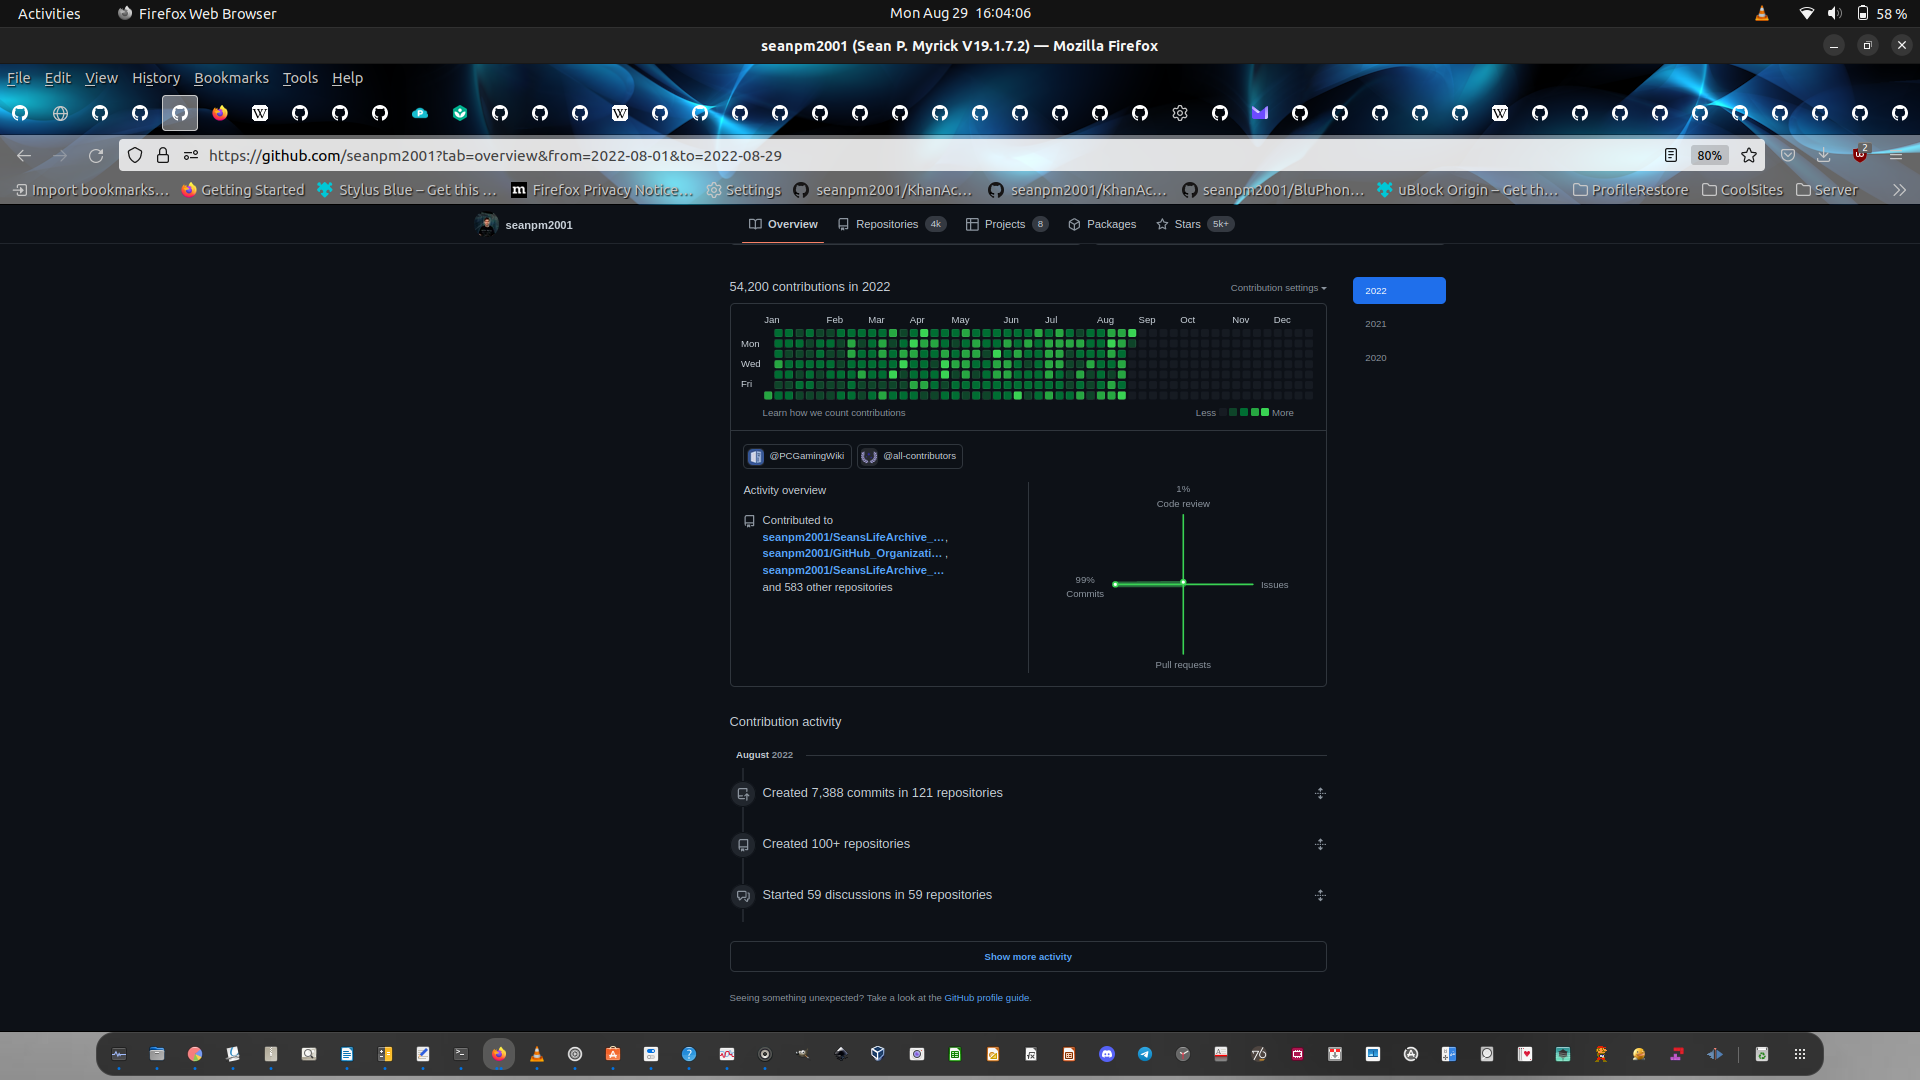 Activities
Firefox Web Browser
Mon Aug 29 16:04:06
58 %
seanpm2001 (Sean P. Myrick V19.1.7.2) — Mozilla Firefox
File Edit View History Bookmarks Tools Help
https://github.com/seanpm2001?tab=overview&from=2022-08-01&to=2022-08-29
80%
2
Import bookmarks… Getting Started Stylus Blue – Get this … Firefox Privacy Notice… Settings seanpm2001/KhanAc… seanpm2001/KhanAc… seanpm2001/BluPhon… uBlock Origin – Get th… ProfileRestore CoolSites Server
seanpm2001
Overview Repositories 4k Projects 8 Packages Stars 5k+
54,200 contributions in 2022
Contribution settings
2022
2021
2020
Jan Feb Mar Apr May Jun Jul Aug Sep Oct Nov Dec
Mon
Wed
Fri
Learn how we count contributions
Less More
@PCGamingWiki @all-contributors
Activity overview
Contributed to
seanpm2001/SeansLifeArchive_…,
seanpm2001/GitHub_Organizati… ,
seanpm2001/SeansLifeArchive_…
and 583 other repositories
1%
Code review
99%
Commits
Issues
Pull requests
Contribution activity
August 2022
Created 7,388 commits in 121 repositories
Created 100+ repositories
Started 59 discussions in 59 repositories
Show more activity
Seeing something unexpected? Take a look at the GitHub profile guide.